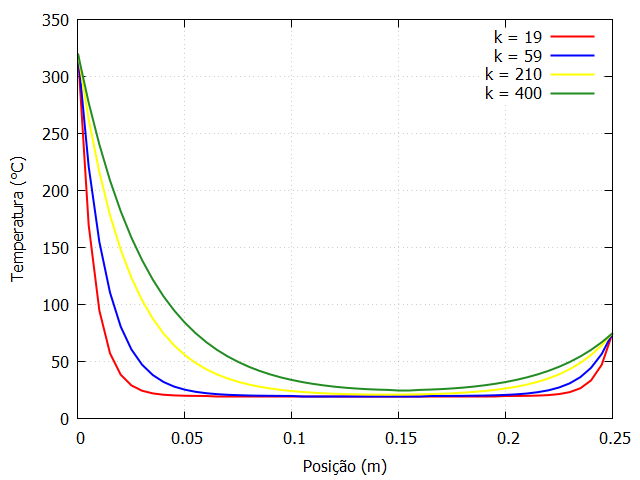 350
300
250
200
150
100
50
0
Temperatura (°C)
k = 19
k = 59
k = 210
k = 400
0
0.05
0.1
0.15
0.2
0.25
Posição (m)